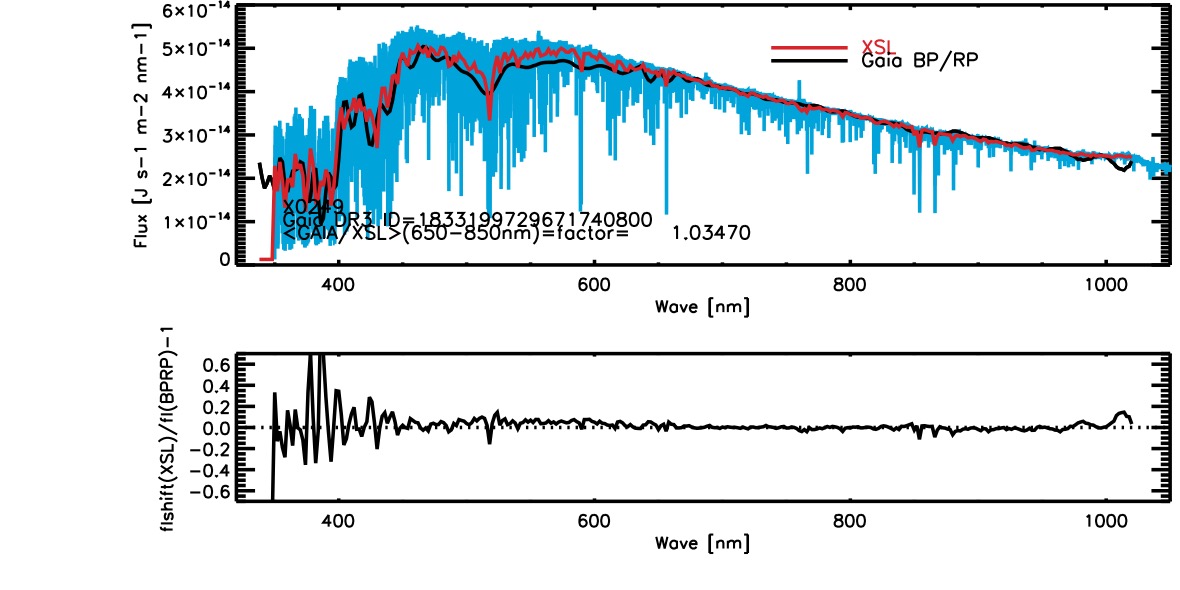 6×10⁻¹⁴
5×10⁻¹⁴
4×10⁻¹⁴
3×10⁻¹⁴
2×10⁻¹⁴
1×10⁻¹⁴
0
Flux [J s−1 m−2 nm−1]
XSL
Gaia BP/RP
X0249
Gaia DR3 ID=1833199729671740800
<GAIA/XSL>(650−850nm)=factor= 1.03470
400 600 800 1000
Wave [nm]
flshift(XSL)/fl(BPRP)−1
0.6
0.4
0.2
0.0
−0.2
−0.4
−0.6
400 600 800 1000
Wave [nm]